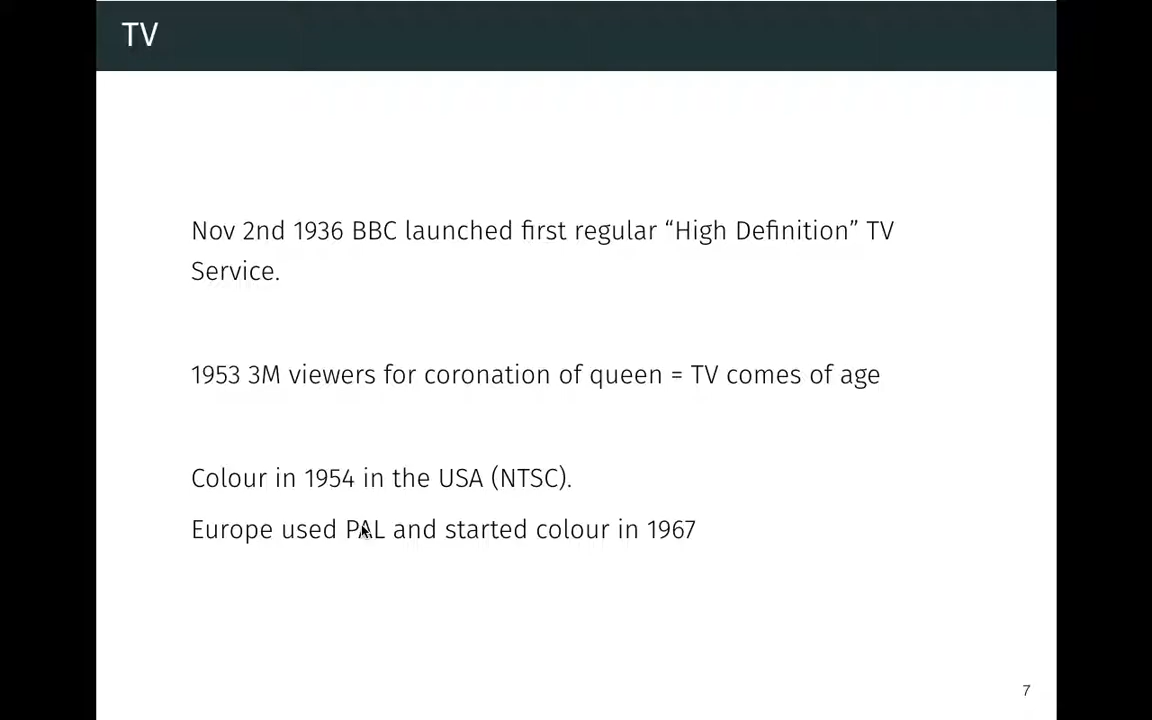 TV
Nov 2nd 1936 BBC launched first regular “High Definition” TV
Service.
1953 3M viewers for coronation of queen = TV comes of age
Colour in 1954 in the USA (NTSC).
Europe used PAL and started colour in 1967
7